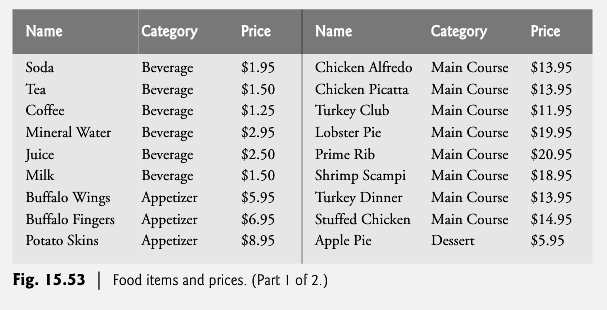 Name Category Price Name Category Price
Soda Beverage $1.95 Chicken Alfredo Main Course $13.95
Tea Beverage $1.50 Chicken Picatta Main Course $13.95
Coffee Beverage $1.25 Turkey Club Main Course $11.95
Mineral Water Beverage $2.95 Lobster Pie Main Course $19.95
Juice Beverage $2.50 Prime Rib Main Course $20.95
Milk Beverage $1.50 Shrimp Scampi Main Course $18.95
Buffalo Wings Appetizer $5.95 Turkey Dinner Main Course $13.95
Buffalo Fingers Appetizer $6.95 Stuffed Chicken Main Course $14.95
Potato Skins Appetizer $8.95 Apple Pie Dessert $5.95
Fig. 15.53 | Food items and prices. (Part 1 of 2.)